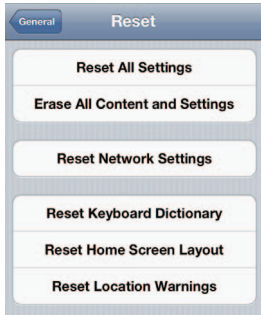 General
Reset
Reset All Settings
Erase All Content and Settings
Reset Network Settings
Reset Keyboard Dictionary
Reset Home Screen Layout
Reset Location Warnings